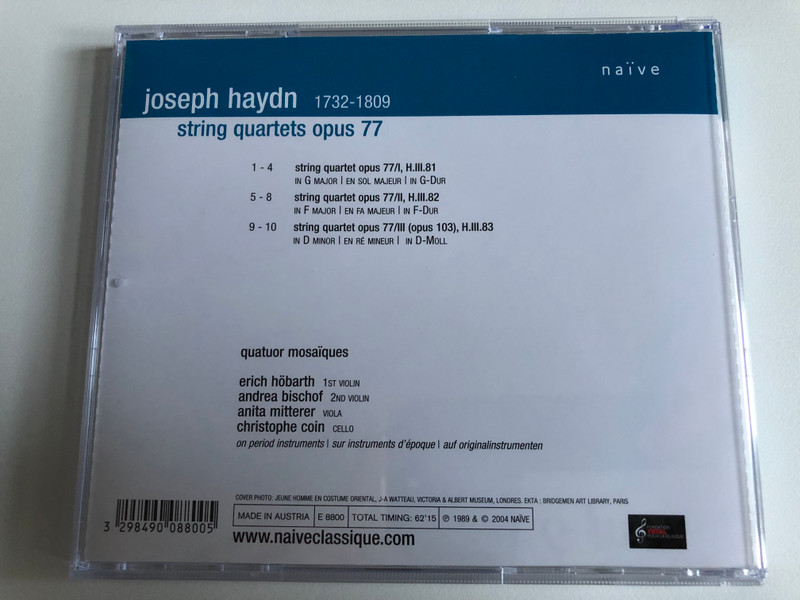 naïve
joseph haydn 1732-1809
string quartets opus 77
1 - 4 string quartet opus 77/I, H.III.81
IN G MAJOR | EN SOL MAJEUR | IN G-DUR
5 - 8 string quartet opus 77/II, H.III.82
IN F MAJOR | EN FA MAJEUR | IN F-DUR
9 - 10 string quartet opus 77/III (opus 103), H.III.83
IN D MINOR | EN RÉ MINEUR | IN D-MOLL
quatuor mosaïques
erich höbarth 1ST VIOLIN
andrea bischof 2ND VIOLIN
anita mitterer VIOLA
christophe coin CELLO
on period instruments | sur instruments d'époque | auf originalinstrumenten
COVER PHOTO: JEUNE HOMME EN COSTUME ORIENTAL, J-A WATTEAU, VICTORIA & ALBERT MUSEUM, LONDRES. EKTA : BRIDGEMEN ART LIBRARY, PARIS
MADE IN AUSTRIA | E 8800 | TOTAL TIMING: 62'15 | ℗ 1989 & © 2004 NAÏVE
3 298490 088005
www.naiveclassique.com